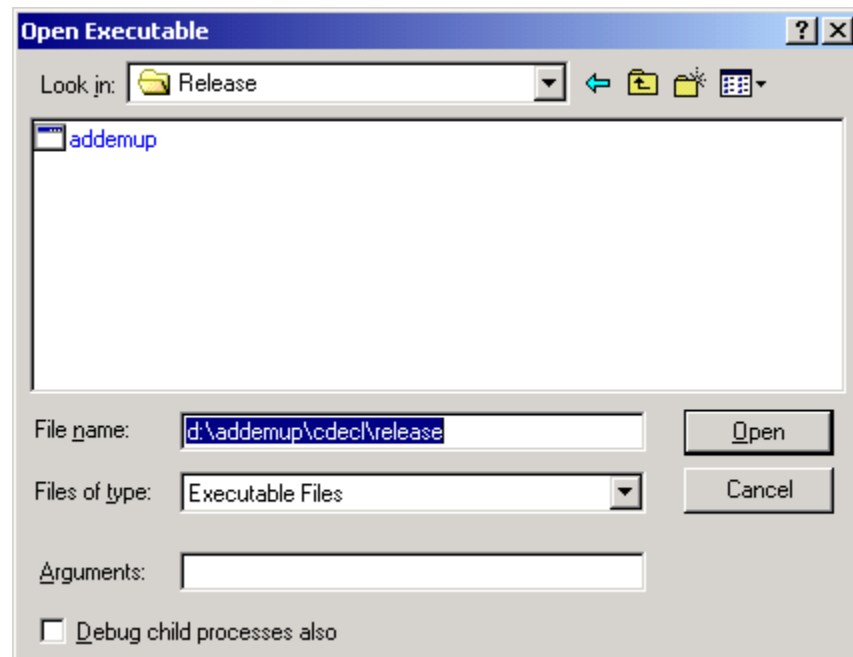 Open Executable
Look in: Release
addemup
File name: d:\addemup\cdecl\release Open
Files of type: Executable Files Cancel
Arguments:
Debug child processes also